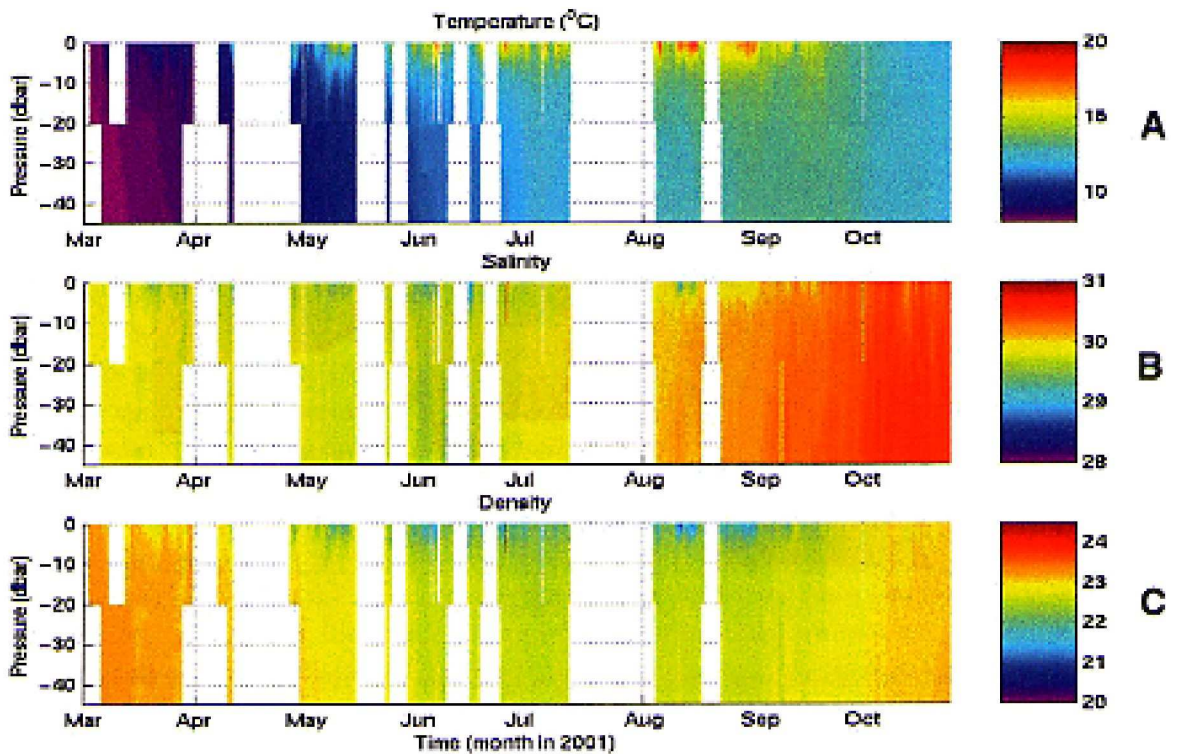 Temperature (°C)
0
−10
−20
−30
−40
Pressure (dbar)
Mar Apr May Jun Jul Aug Sep Oct
20
15
10
A
Salinity
0
−10
−20
−30
−40
Pressure (dbar)
Mar Apr May Jun Jul Aug Sep Oct
31
30
29
28
B
Density
0
−10
−20
−30
−40
Pressure (dbar)
Mar Apr May Jun Jul Aug Sep Oct
Time (month in 2001)
24
23
22
21
20
C